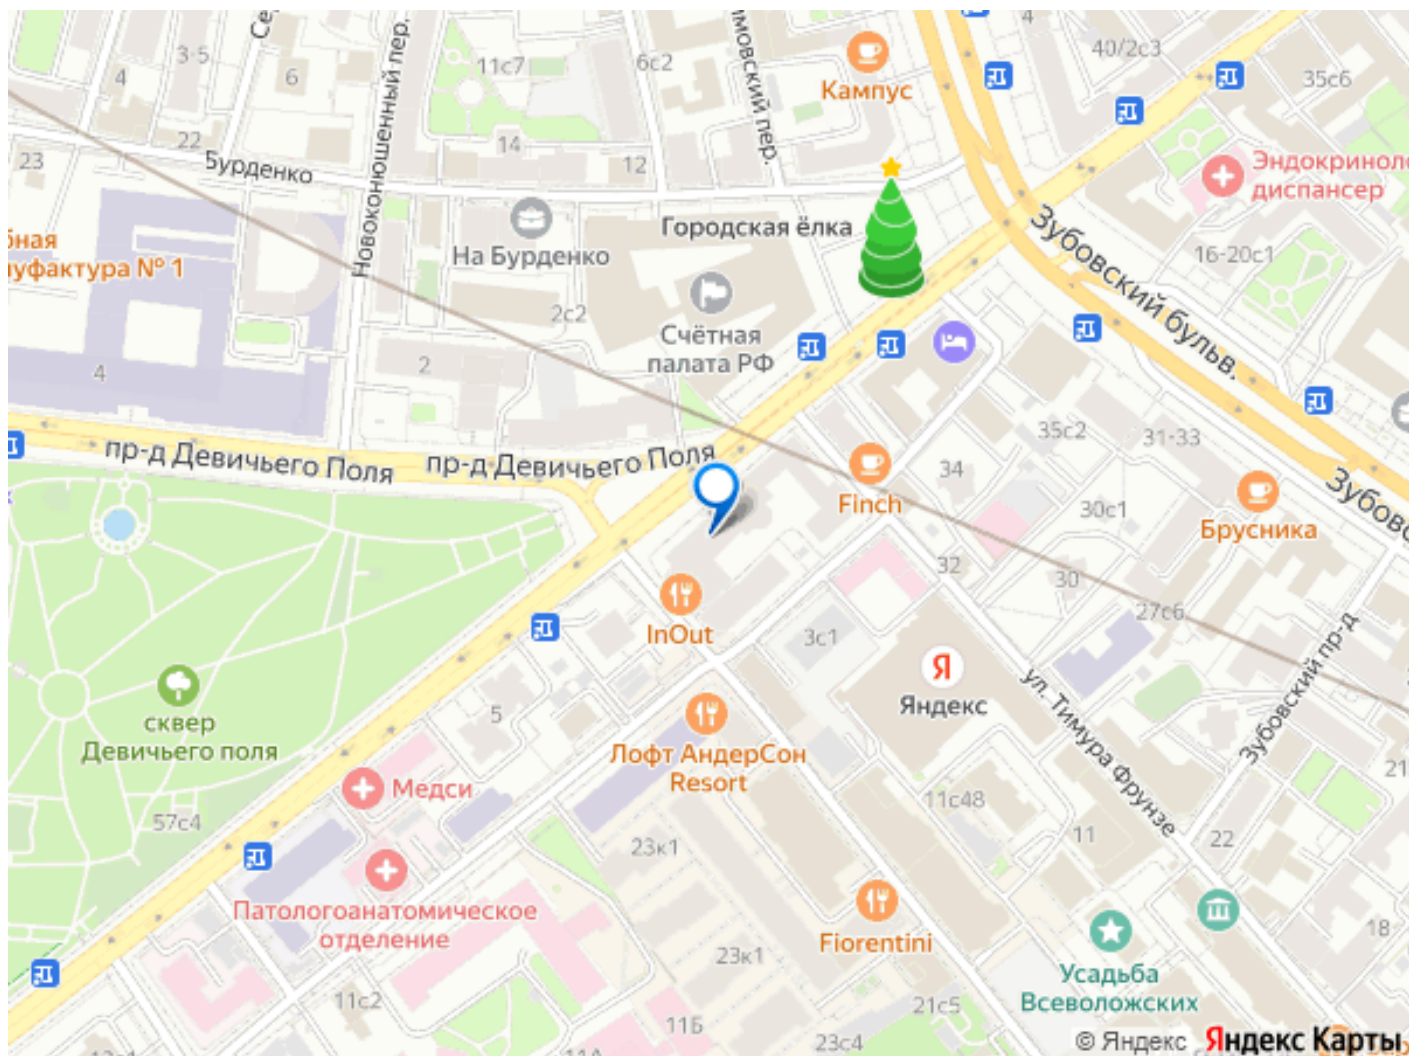 3-5
4
6
11с7
6с2
Кампус
4
40/2с3
35с6
Новоконюшенный пер.
23
22
Бурденко
14
12
Эндокриноло
диспансер
Городская ёлка
Зубовский бульв.
На Бурденко
16-20с1
бная
нуфактура № 1
2с2
Счётная
палата РФ
4
2
35с2
31-33
34
пр-д Девичьего Поля
пр-д Девичьего Поля
Finch
30с1
Брусника
32
30
27с6
InOut
3с1
Яндекс
ул. Тимура Фрунзе
Зубовский пр-д
сквер
Девичьего поля
5
Лофт АндерСон
Resort
Медси
57с4
11с48
11
22
21
23к1
Патологоанатомическое
отделение
Fiorentini
18
23к1
Усадьба
Всеволожских
11с2
21с5
11Б
23с4
© Яндекс Яндекс Карты